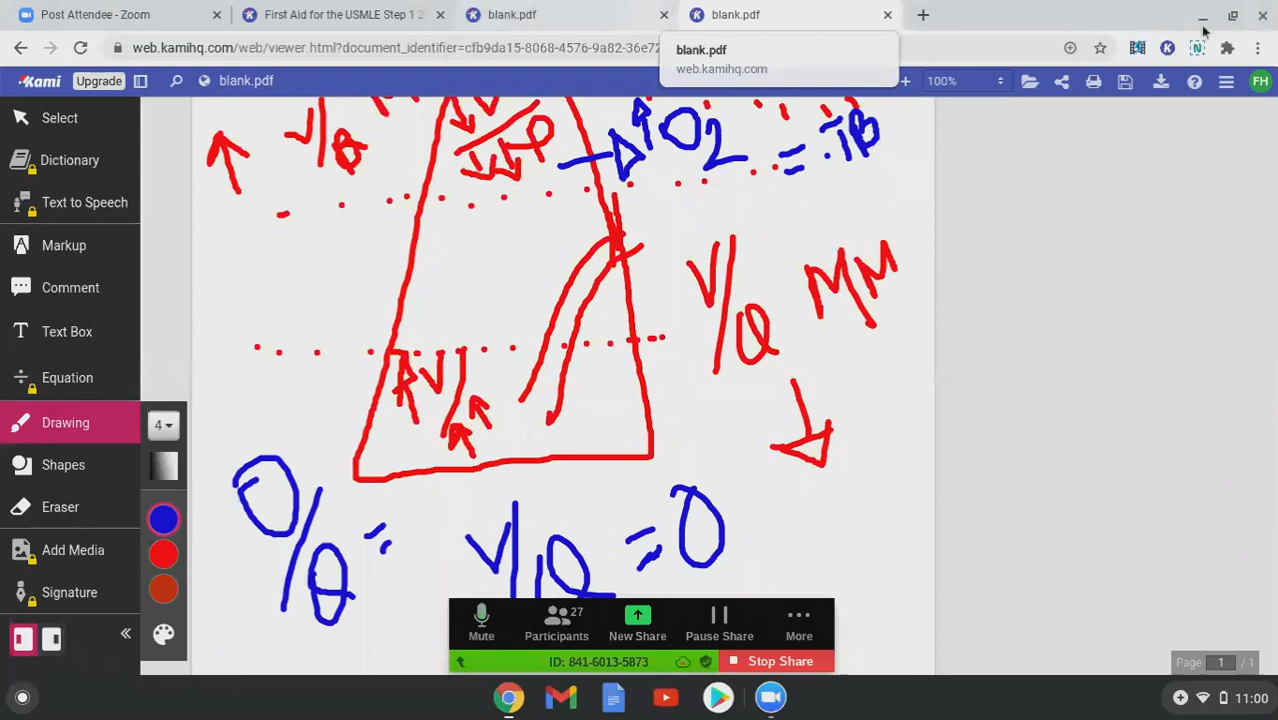 Post Attendee - Zoom
First Aid for the USMLE Step 1 2
blank.pdf
blank.pdf
web.kamihq.com/web/viewer.html?document_identifier=cfb9da15-8068-4576-9a82-36e72
blank.pdf
web.kamihq.com
Kami
Upgrade
blank.pdf
100%
FH
Select
Dictionary
Text to Speech
Markup
Comment
Text Box
Equation
Drawing
Shapes
Eraser
Add Media
Signature
4
V/Q
O2 =
V/Q MM
V/
0/Q = V/Q = 0
Mute
Participants
27
New Share
Pause Share
More
ID: 841-6013-5873
Stop Share
Page 1 / 1
11:00